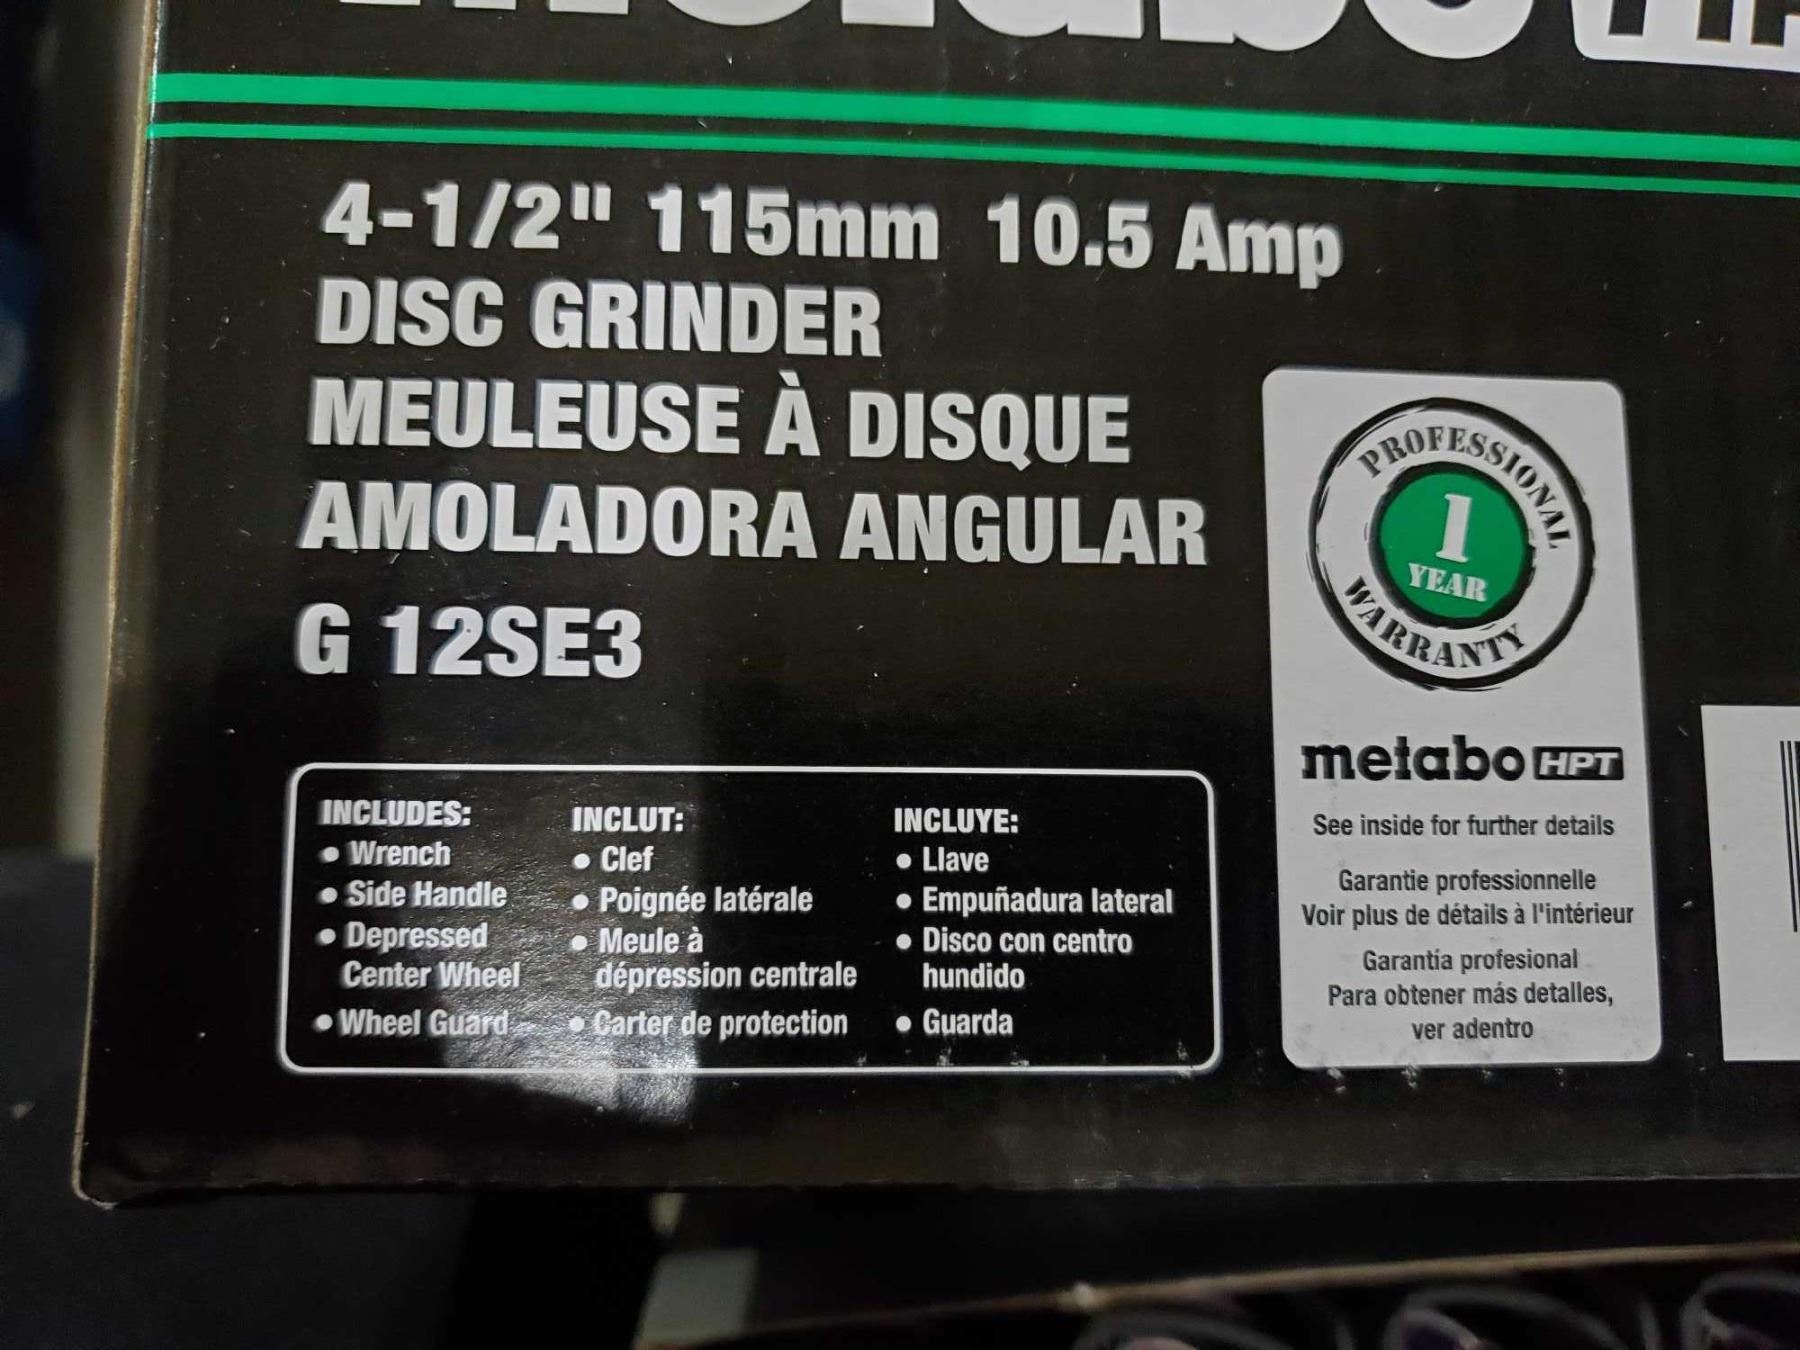 metabo HPT
4-1/2" 115mm 10.5 Amp
DISC GRINDER
MEULEUSE À DISQUE
AMOLADORA ANGULAR
G 12SE3
INCLUDES:
• Wrench
• Side Handle
• Depressed
Center Wheel
• Wheel Guard
INCLUT:
• Clef
• Poignée latérale
• Meule à
dépression centrale
• Carter de protection
INCLUYE:
• Llave
• Empuñadura lateral
• Disco con centro
hundido
• Guarda
PROFESSIONAL
1
YEAR
WARRANTY
metabo HPT
See inside for further details
Garantie professionnelle
Voir plus de détails à l'intérieur
Garantía profesional
Para obtener más detalles,
ver adentro